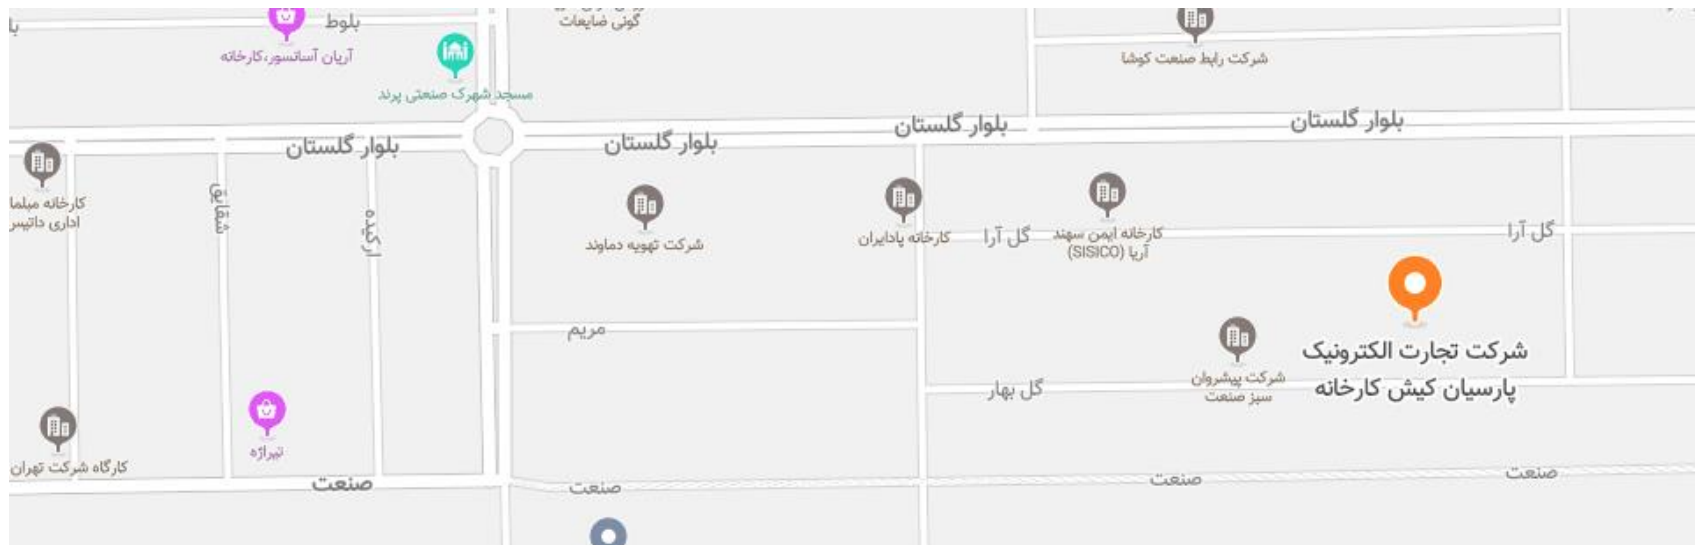 بلوط
گونی ضایعات
آریان آسانسور،کارخانه
شرکت رابط صنعت کوشا
مسجد شهرک صنعتی پرند
بلوار گلستان
بلوار گلستان
بلوار گلستان
بلوار گلستان
کارخانه مبلما
اداری داتیس
شقایق
ارکیده
شرکت تهویه دماوند
کارخانه پادایران
گل آرا
کارخانه ایمن سهند
آریا (SISICO)
گل آرا
مریم
شرکت تجارت الکترونیک
پارسیان کیش کارخانه
شرکت پیشروان
سبز صنعت
گل بهار
تیراژه
کارگاه شرکت تهران
صنعت
صنعت
صنعت
صنعت